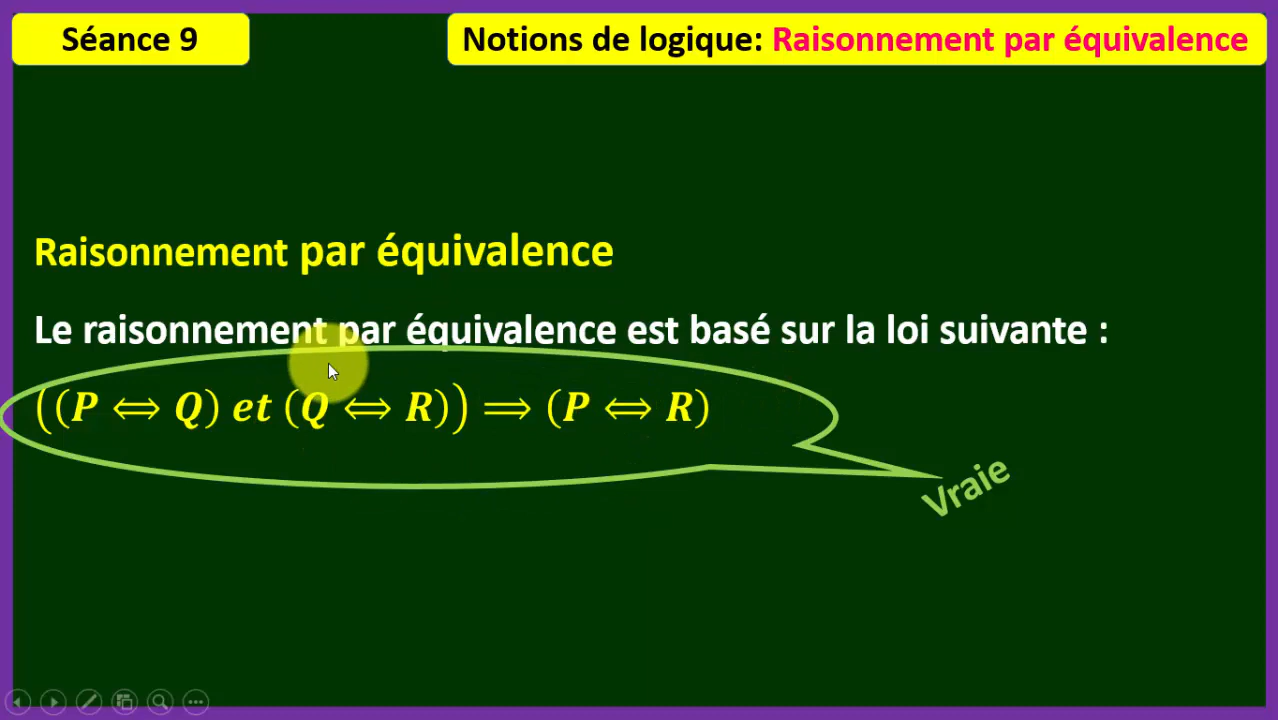 Séance 9
Notions de logique: Raisonnement par équivalence
Raisonnement par équivalence
Le raisonnement par équivalence est basé sur la loi suivante :
((P ⟺ Q) et (Q ⟺ R)) ⟹ (P ⟺ R)
Vraie